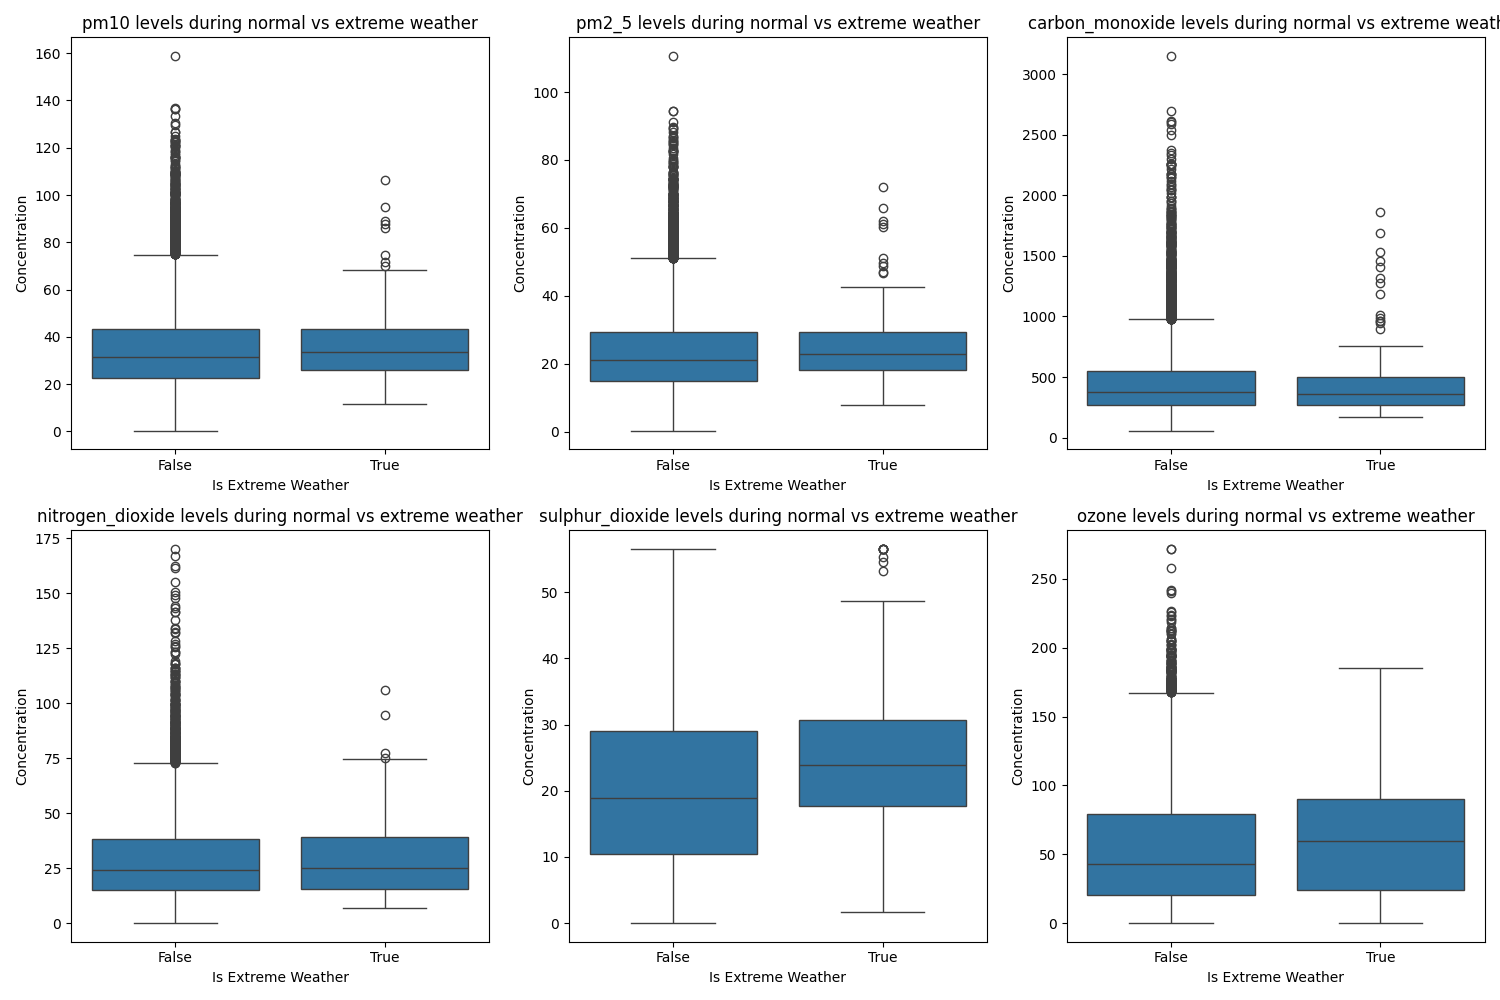 pm10 levels during normal vs extreme weather
160
140
120
100
80
60
40
20
0
Concentration
False
True
Is Extreme Weather
pm2_5 levels during normal vs extreme weather
100
80
60
40
20
0
Concentration
False
True
Is Extreme Weather
carbon_monoxide levels during normal vs extreme weath
3000
2500
2000
1500
1000
500
0
Concentration
False
True
Is Extreme Weather
nitrogen_dioxide levels during normal vs extreme weather
175
150
125
100
75
50
25
0
Concentration
False
True
Is Extreme Weather
sulphur_dioxide levels during normal vs extreme weather
50
40
30
20
10
0
Concentration
False
True
Is Extreme Weather
ozone levels during normal vs extreme weather
250
200
150
100
50
0
Concentration
False
True
Is Extreme Weather